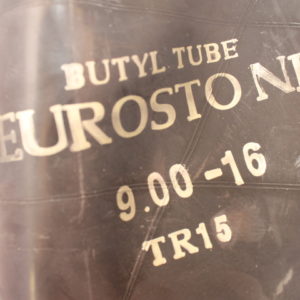 BUTYL TUBE
EUROSTONE
9.00-16
TR15